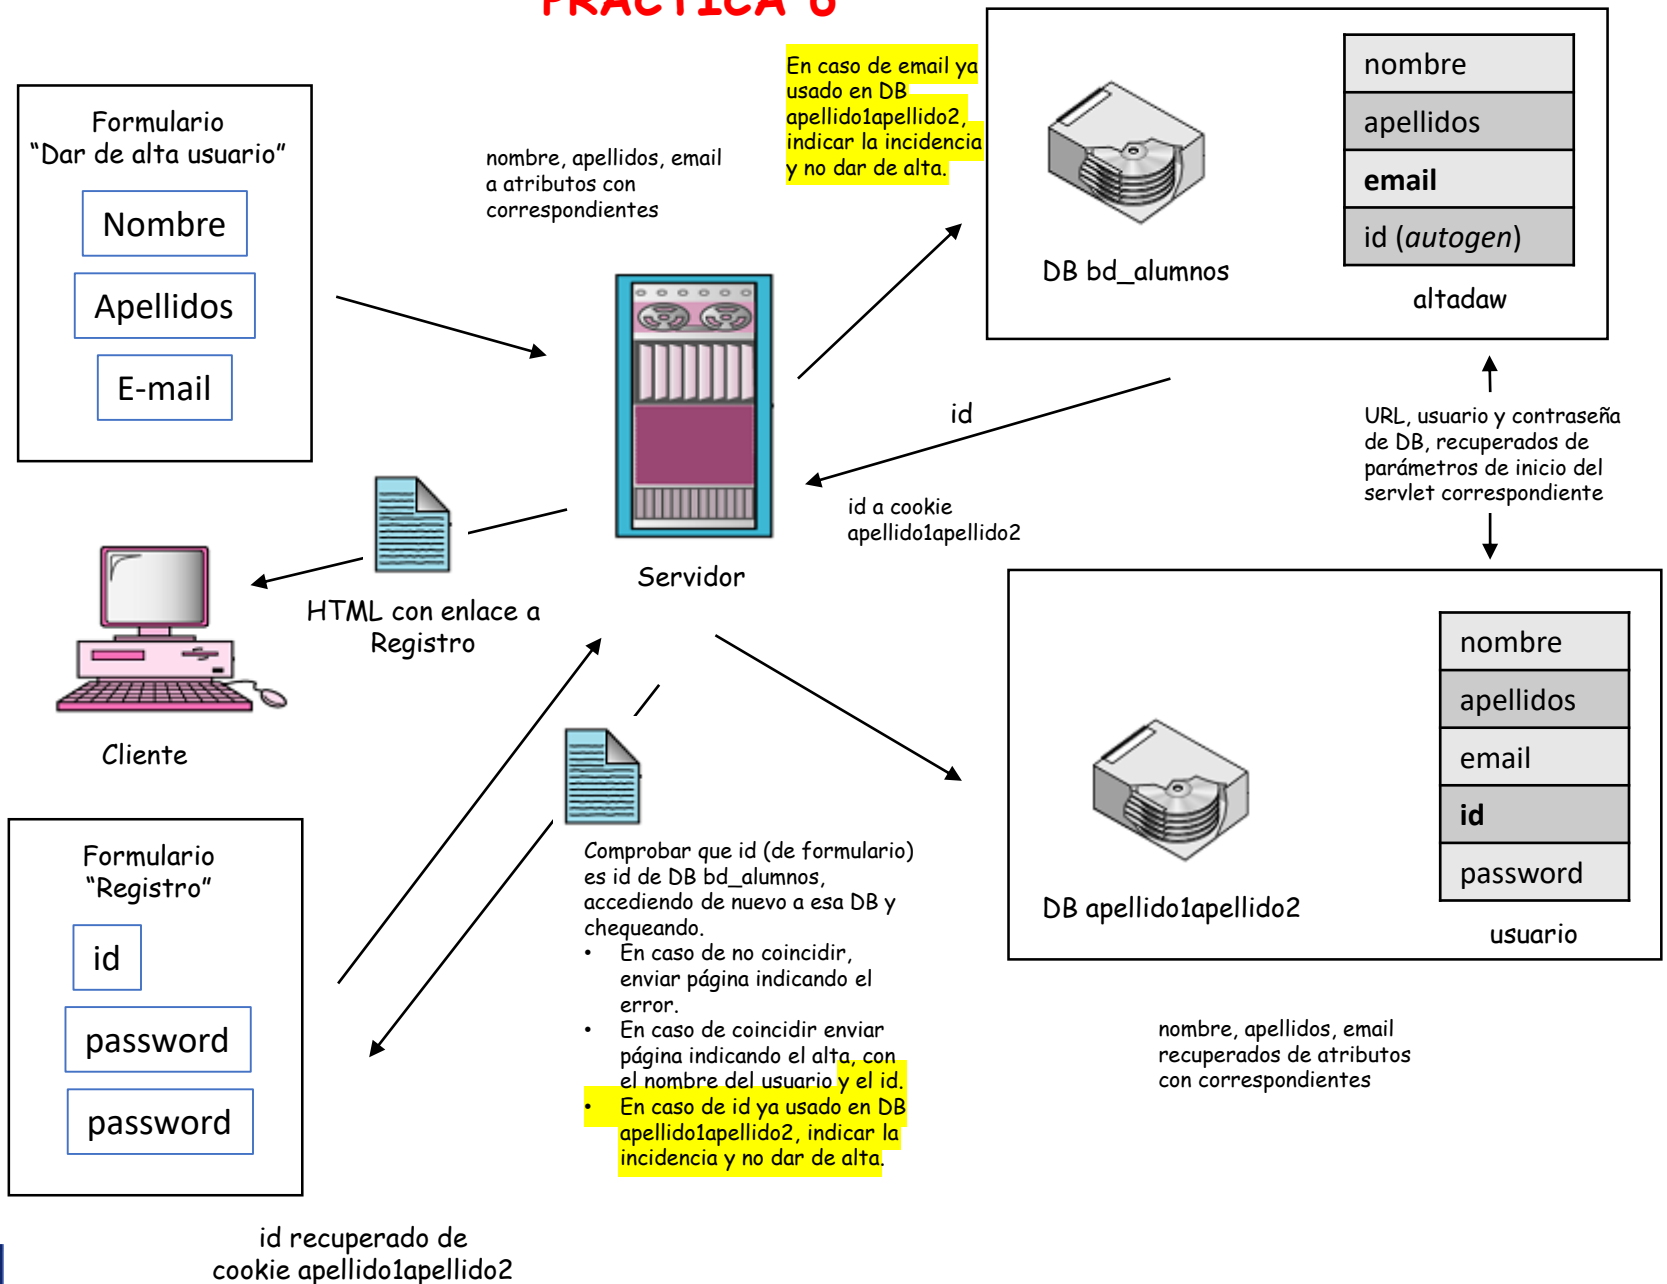 PRÁCTICA 6
Formulario
“Dar de alta usuario”
Nombre
Apellidos
E-mail
nombre, apellidos, email
a atributos con
correspondientes
En caso de email ya
usado en DB
apellido1apellido2,
indicar la incidencia
y no dar de alta.
DB bd_alumnos
nombre
apellidos
email
id (autogen)
altadaw
id
URL, usuario y contraseña
de DB, recuperados de
parámetros de inicio del
servlet correspondiente
id a cookie
apellido1apellido2
Servidor
HTML con enlace a
Registro
Cliente
Formulario
“Registro”
id
password
password
id recuperado de
cookie apellido1apellido2
Comprobar que id (de formulario)
es id de DB bd_alumnos,
accediendo de nuevo a esa DB y
chequeando.
• En caso de no coincidir,
enviar página indicando el
error.
• En caso de coincidir enviar
página indicando el alta, con
el nombre del usuario y el id.
• En caso de id ya usado en DB
apellido1apellido2, indicar la
incidencia y no dar de alta.
DB apellido1apellido2
nombre
apellidos
email
id
password
usuario
nombre, apellidos, email
recuperados de atributos
con correspondientes